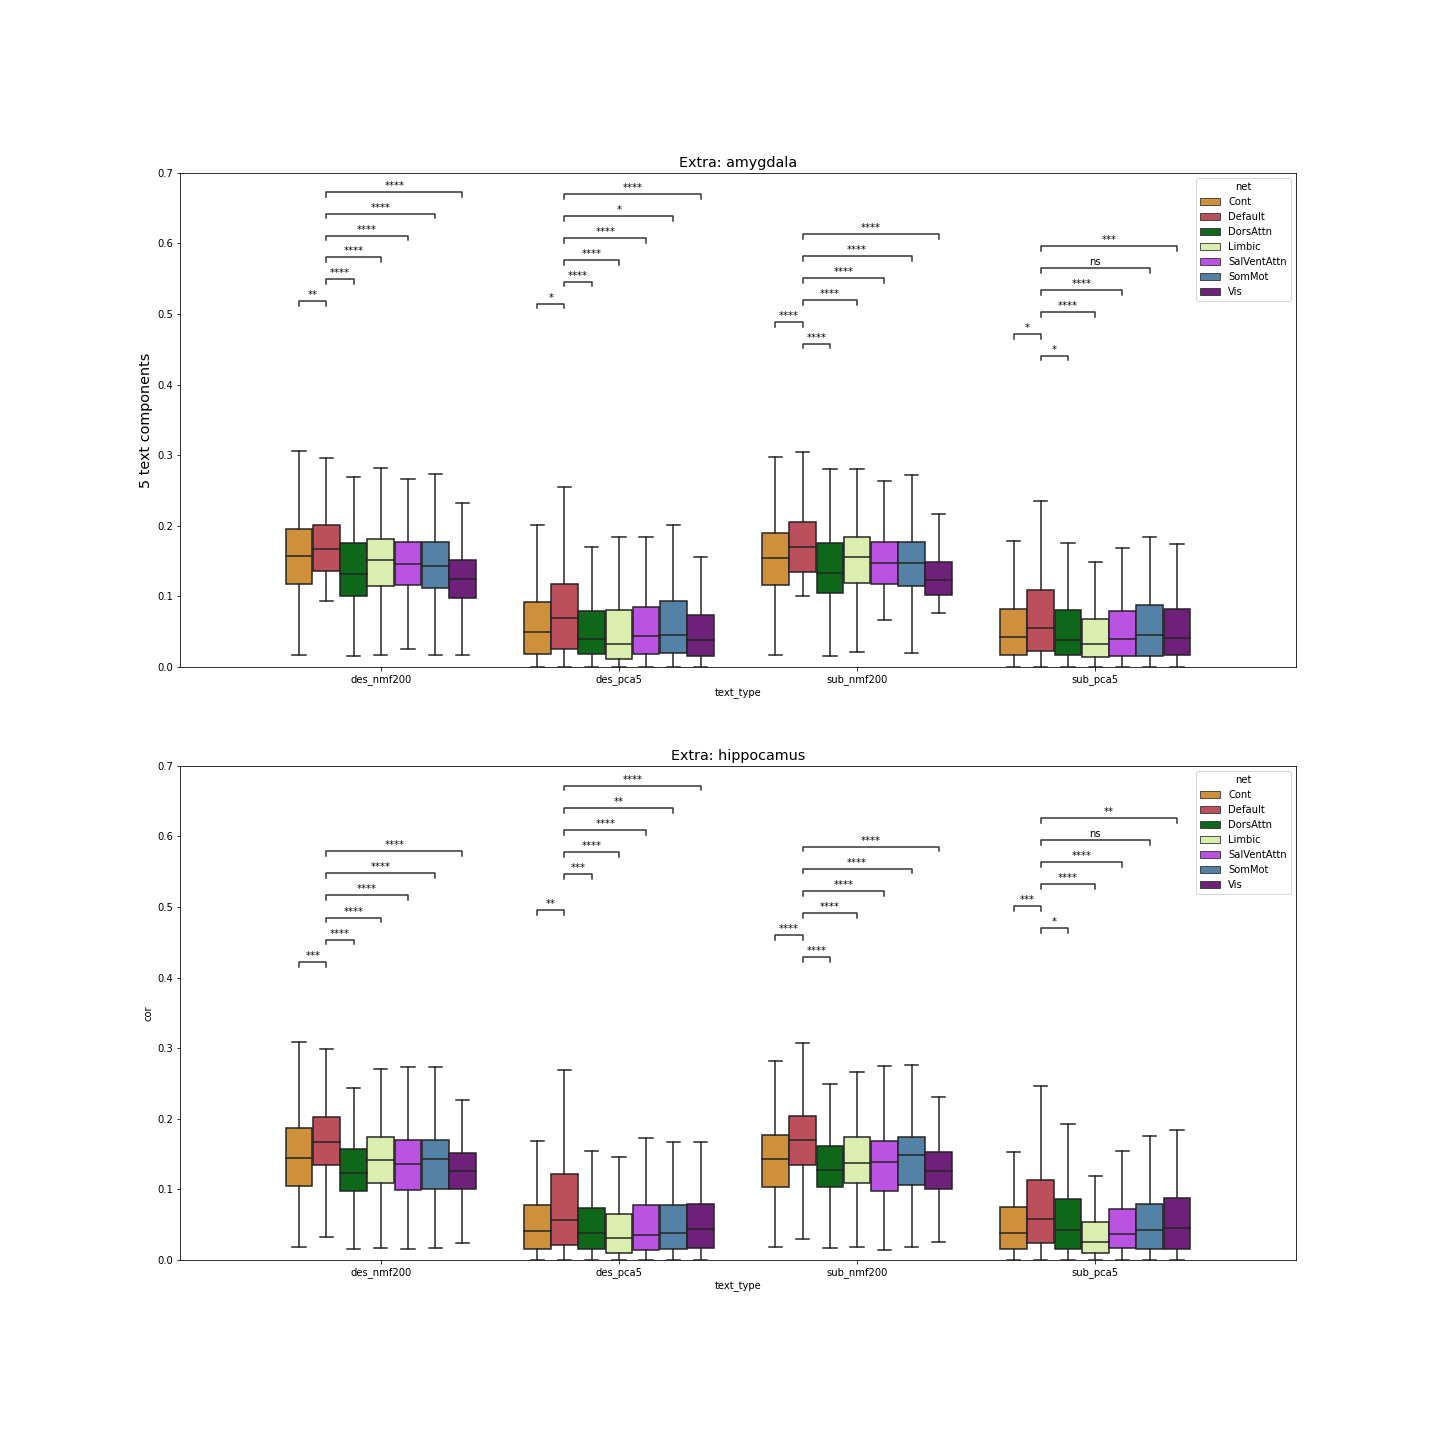 Extra: amygdala
0.7
0.6
0.5
0.4
0.3
0.2
0.1
0.0
5 text components
****
****
****
****
****
**
****
*
****
****
****
*
****
****
****
****
****
****
***
ns
****
****
*
*
net
Cont
Default
DorsAttn
Limbic
SalVentAttn
SomMot
Vis
des_nmf200
des_pca5
sub_nmf200
sub_pca5
text_type
Extra: hippocamus
0.7
0.6
0.5
0.4
0.3
0.2
0.1
0.0
cor
****
****
****
****
****
***
****
**
****
****
***
**
****
****
****
****
****
****
**
ns
****
****
***
*
net
Cont
Default
DorsAttn
Limbic
SalVentAttn
SomMot
Vis
des_nmf200
des_pca5
sub_nmf200
sub_pca5
text_type